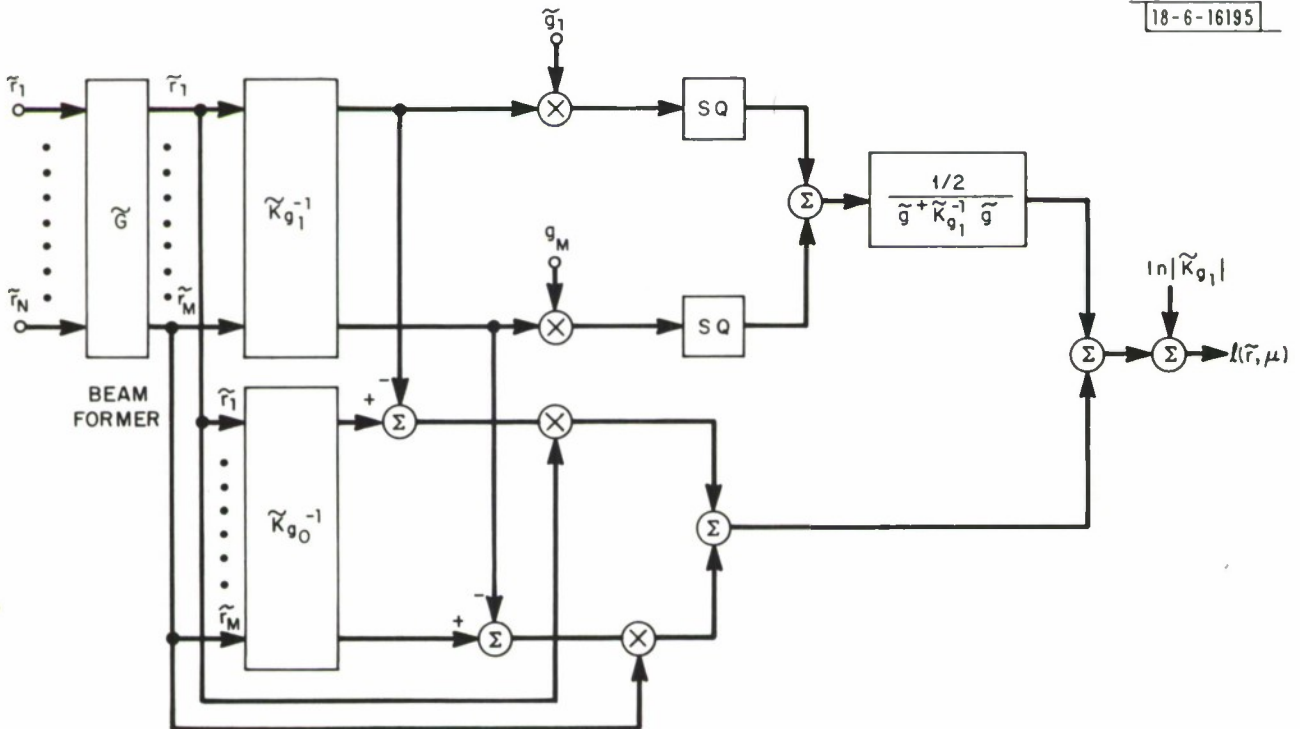 18-6-16195
g̃₁
r̃₁
r̃₁
G̃
K̃g₁⁻¹
×
SQ
Σ
1/2
g̃⁺ K̃g₁⁻¹ g̃
gM
ln|K̃g₁|
r̃N
r̃M
×
SQ
Σ
Σ
l(r̃,μ)
BEAM
FORMER
r̃₁
-
+
Σ
×
K̃g₀⁻¹
Σ
r̃M
-
+
Σ
×